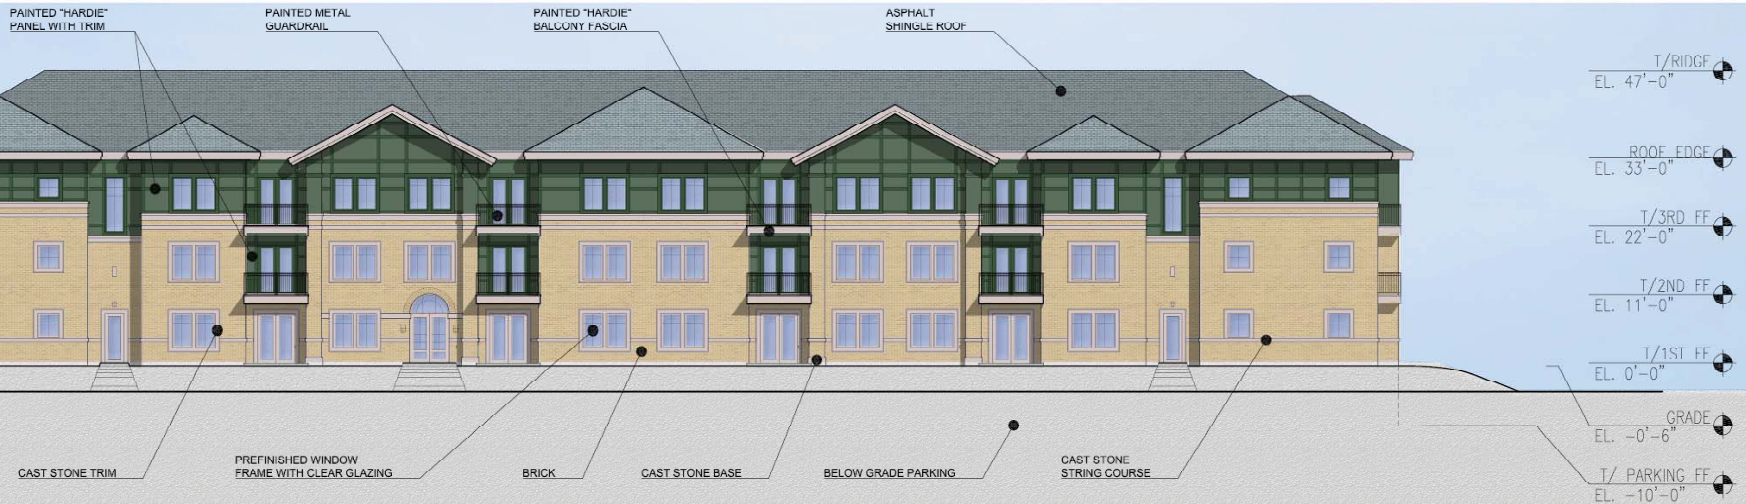 PAINTED "HARDIE"
PANEL WITH TRIM
PAINTED METAL
GUARDRAIL
PAINTED "HARDIE"
BALCONY FASCIA
ASPHALT
SHINGLE ROOF
T/RIDGE
EL. 47'-0"
ROOF EDGE
EL. 33'-0"
T/3RD FF
EL. 22'-0"
T/2ND FF
EL. 11'-0"
T/1ST FF
EL. 0'-0"
GRADE
EL. -0'-6"
T/ PARKING FF
EL. -10'-0"
CAST STONE TRIM
PREFINISHED WINDOW
FRAME WITH CLEAR GLAZING
BRICK
CAST STONE BASE
BELOW GRADE PARKING
CAST STONE
STRING COURSE